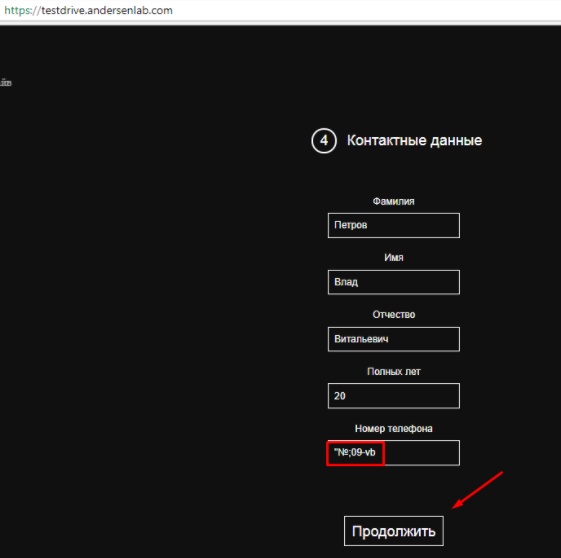 https://testdrive.andersenlab.com
4 Контактные данные
Фамилия
Петров
Имя
Влад
Отчество
Витальевич
Полных лет
20
Номер телефона
"№;09-vb
Продолжить